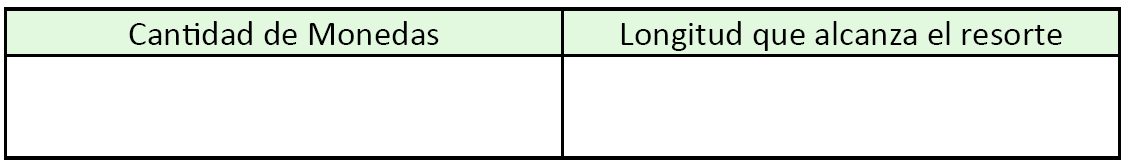 Cantidad de Monedas
Longitud que alcanza el resorte